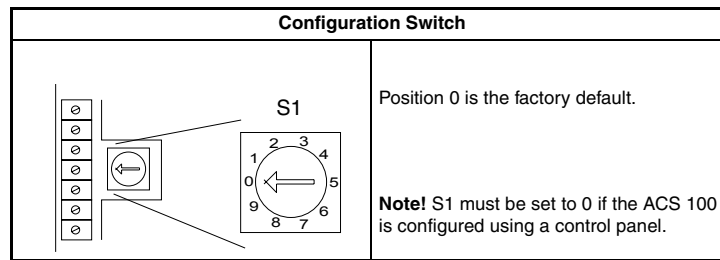 Configuration Switch
S1
0
1
2
3
4
5
6
7
8
9
Position 0 is the factory default.
Note! S1 must be set to 0 if the ACS 100
is configured using a control panel.